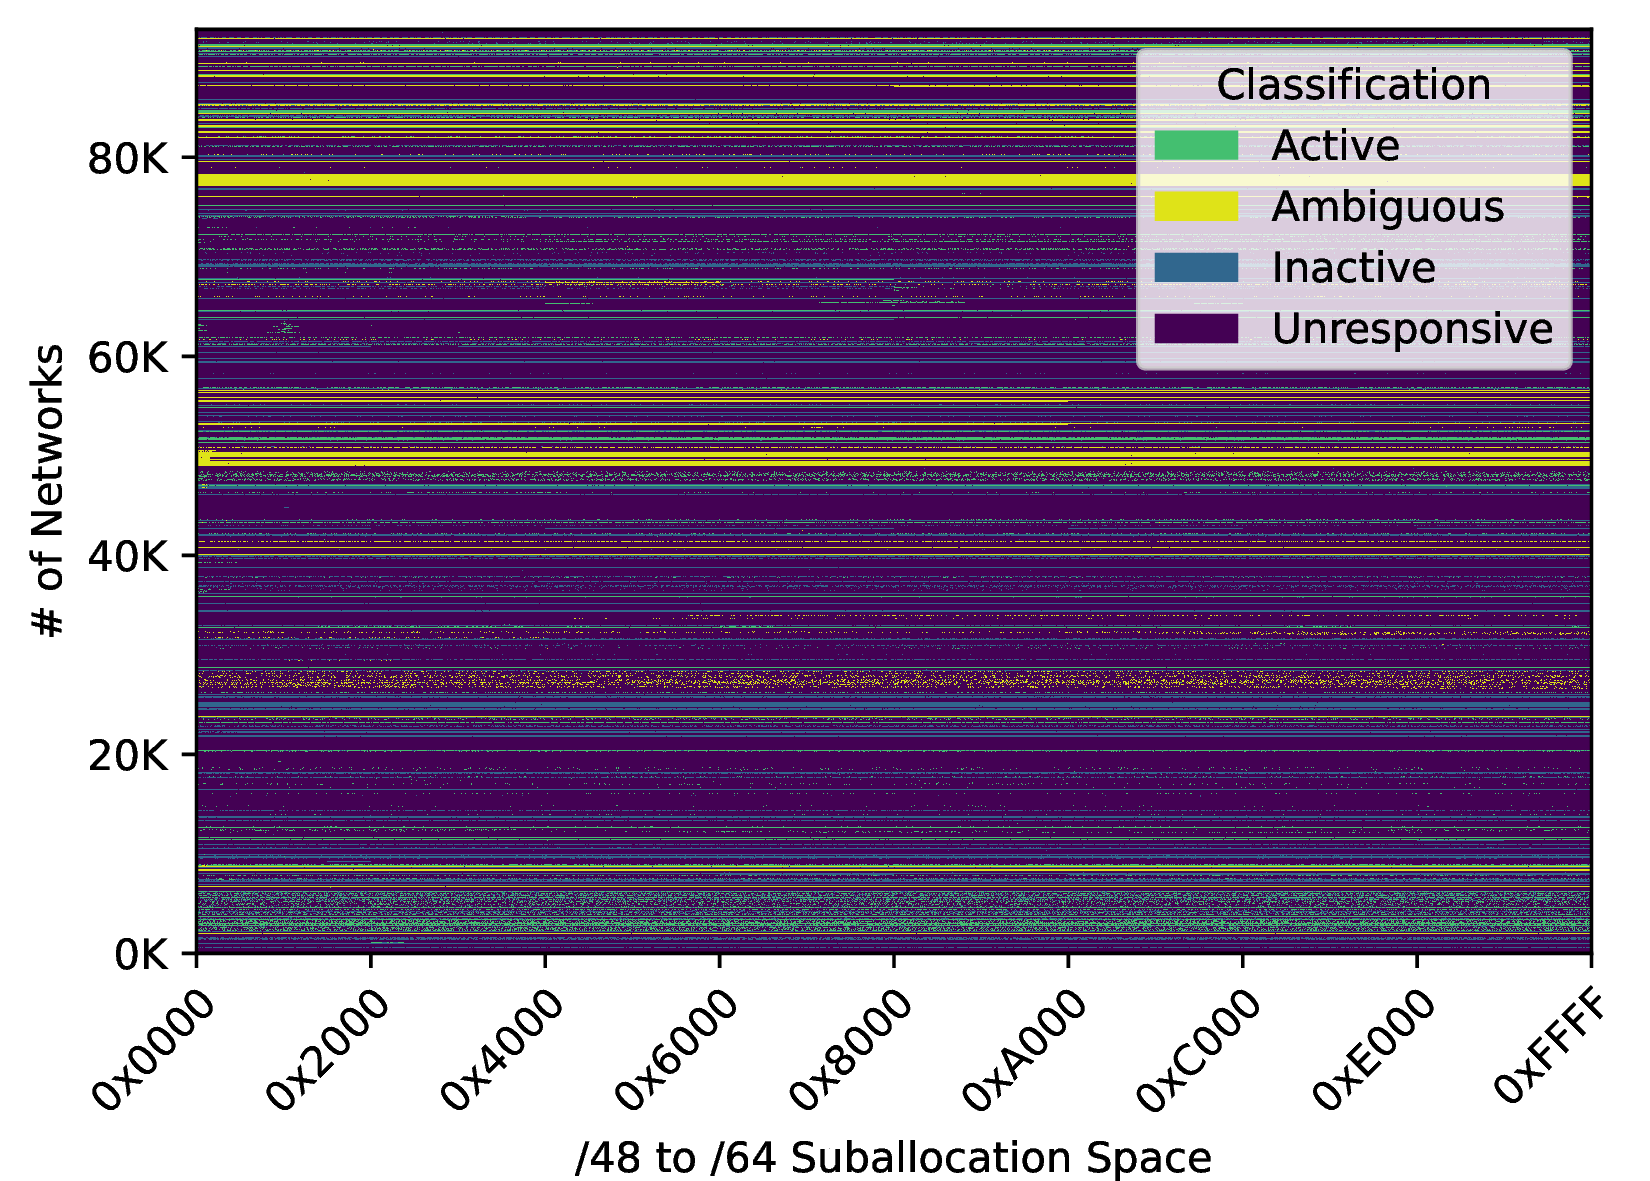 Classification
Active
Ambiguous
Inactive
Unresponsive
# of Networks
80K
60K
40K
20K
0K
0x0000
0x2000
0x4000
0x6000
0x8000
0xA000
0xC000
0xE000
0xFFFF
/48 to /64 Suballocation Space